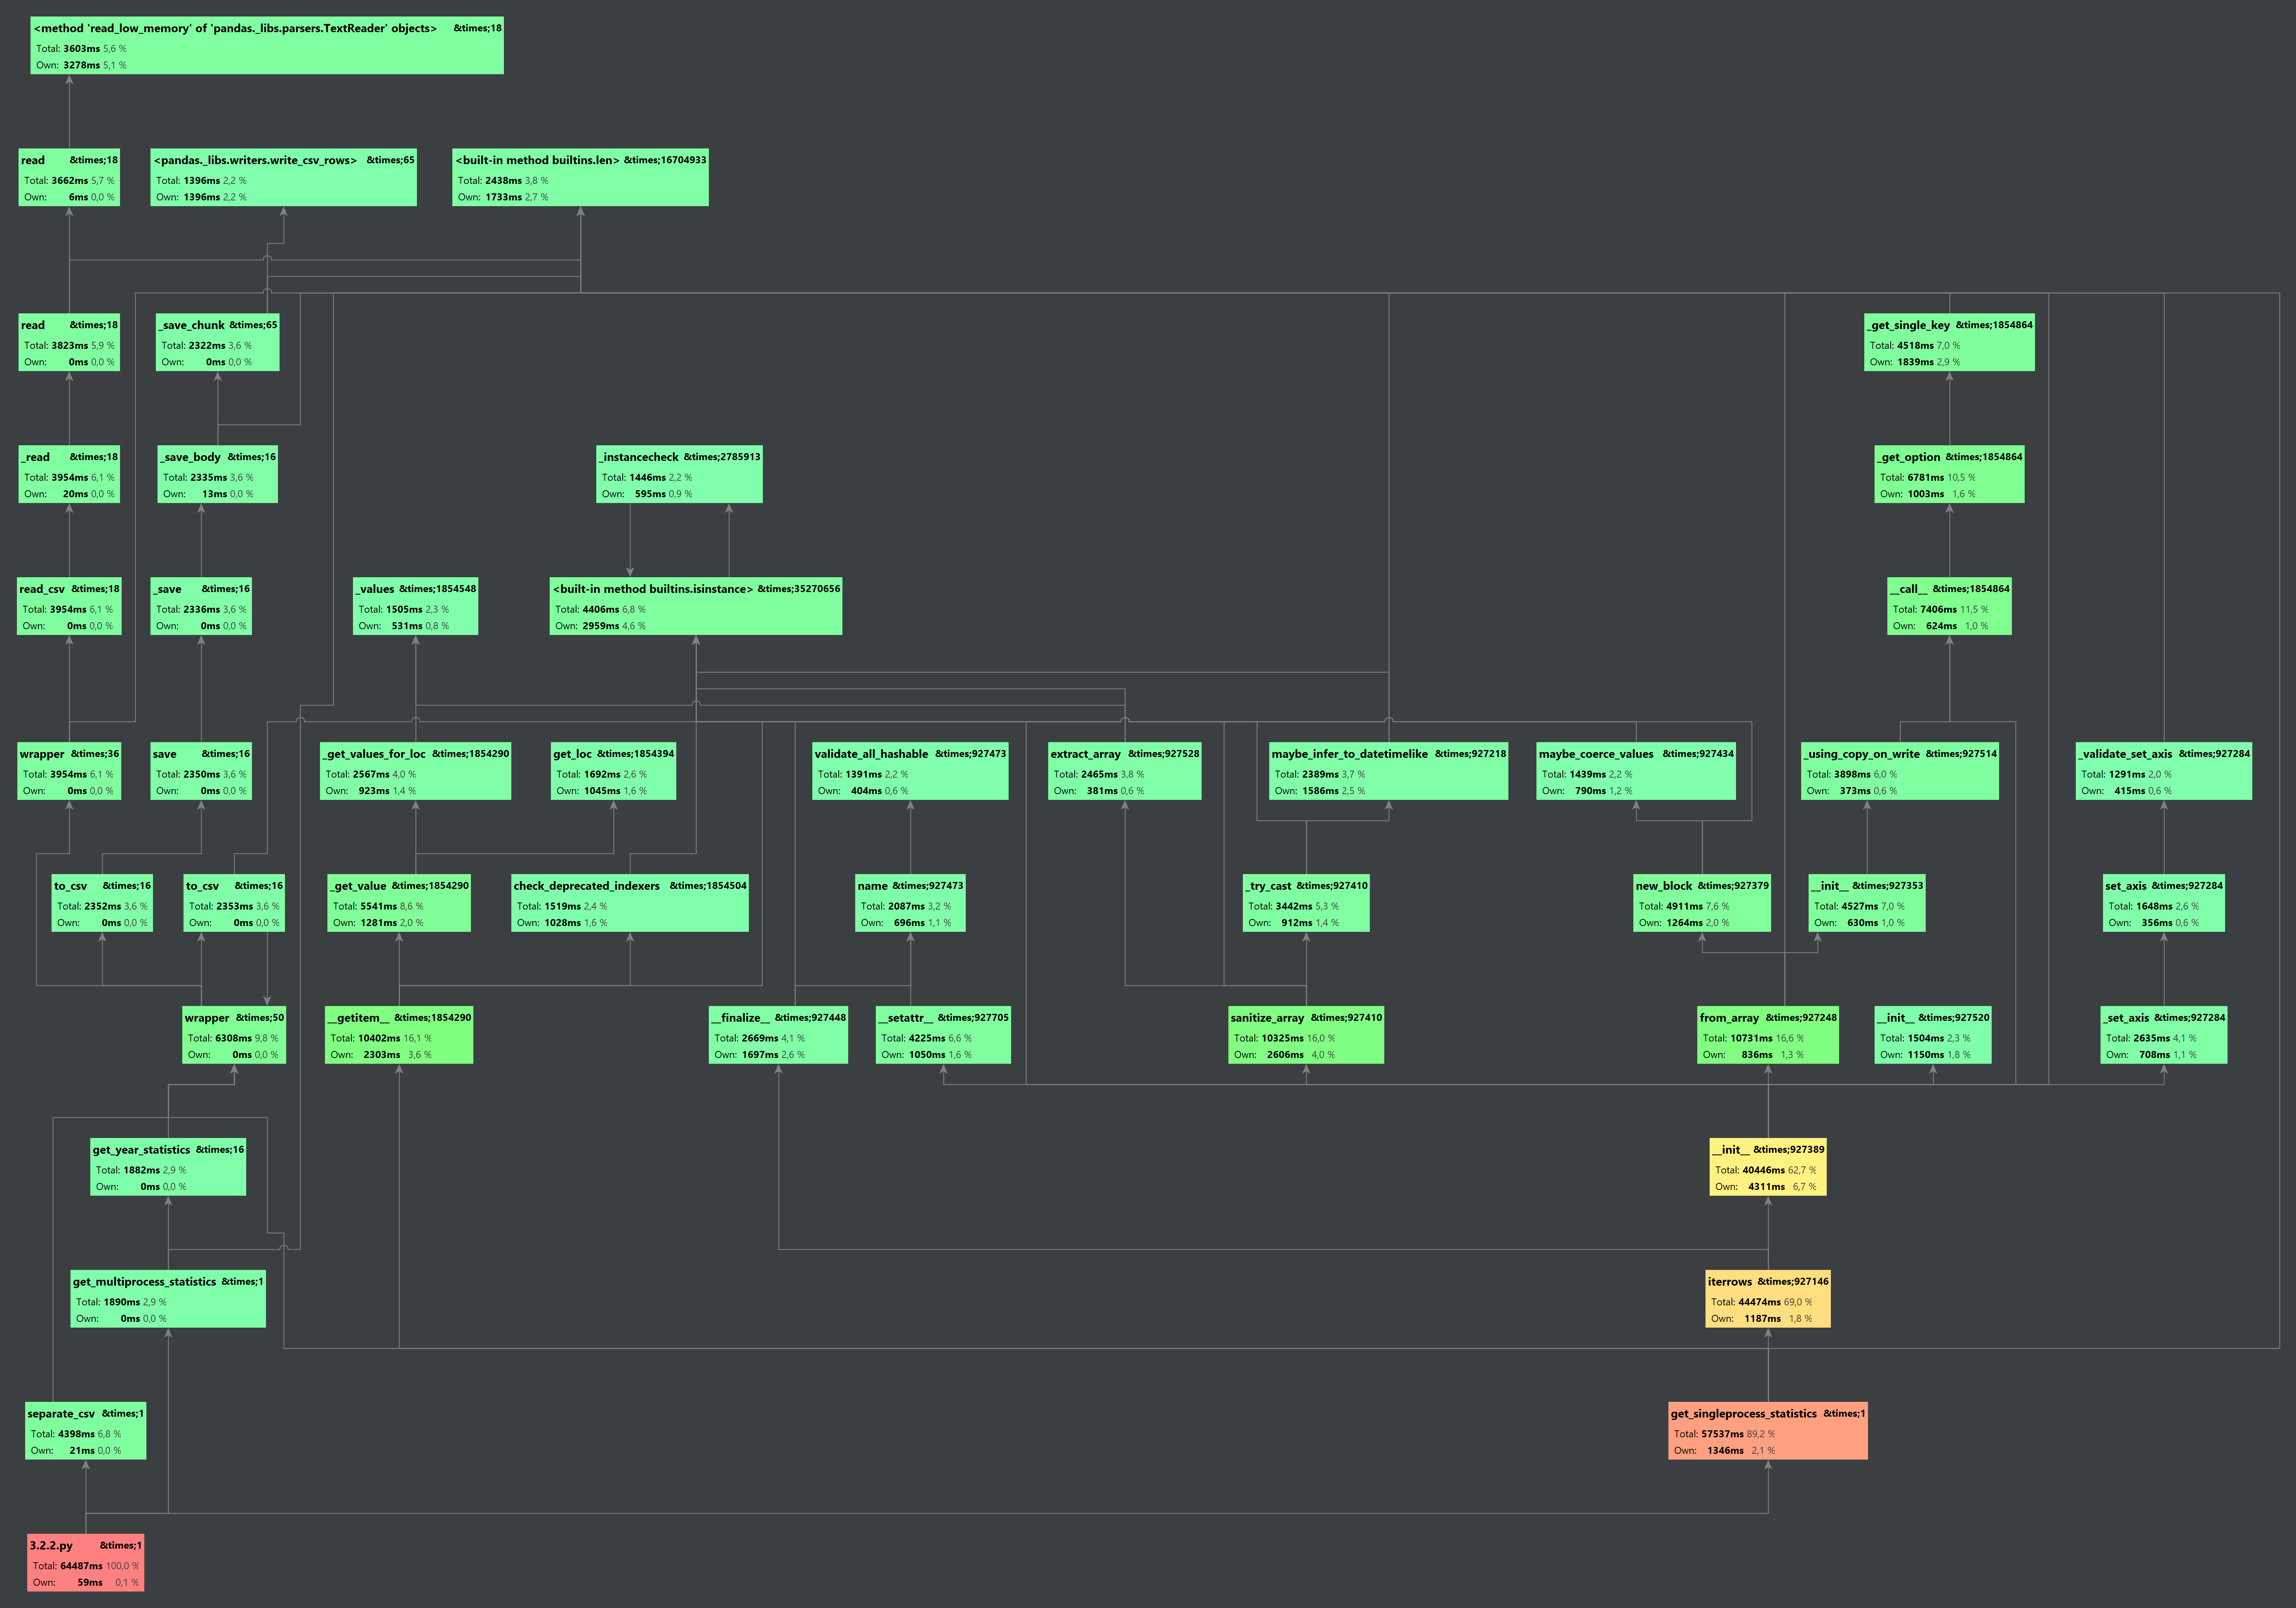 <method 'read_low_memory' of 'pandas._libs.parsers.TextReader' objects> &times;18
Total: 3603ms 5,6 %
Own: 3278ms 5,1 %
read &times;18
Total: 3662ms 5,7 %
Own: 6ms 0,0 %
<pandas._libs.writers.write_csv_rows> &times;65
Total: 1396ms 2,2 %
Own: 1396ms 2,2 %
<built-in method builtins.len> &times;16704933
Total: 2438ms 3,8 %
Own: 1733ms 2,7 %
read &times;18
Total: 3823ms 5,9 %
Own: 0ms 0,0 %
_save_chunk &times;65
Total: 2322ms 3,6 %
Own: 0ms 0,0 %
_get_single_key &times;1854864
Total: 4518ms 7,0 %
Own: 1839ms 2,9 %
_read &times;18
Total: 3954ms 6,1 %
Own: 20ms 0,0 %
_save_body &times;16
Total: 2335ms 3,6 %
Own: 13ms 0,0 %
_instancecheck &times;2785913
Total: 1446ms 2,2 %
Own: 595ms 0,9 %
_get_option &times;1854864
Total: 6781ms 10,5 %
Own: 1003ms 1,6 %
read_csv &times;18
Total: 3954ms 6,1 %
Own: 0ms 0,0 %
_save &times;16
Total: 2336ms 3,6 %
Own: 0ms 0,0 %
_values &times;1854548
Total: 1505ms 2,3 %
Own: 531ms 0,8 %
<built-in method builtins.isinstance> &times;35270656
Total: 4406ms 6,8 %
Own: 2959ms 4,6 %
__call__ &times;1854864
Total: 7406ms 11,5 %
Own: 624ms 1,0 %
wrapper &times;36
Total: 3954ms 6,1 %
Own: 0ms 0,0 %
save &times;16
Total: 2350ms 3,6 %
Own: 0ms 0,0 %
_get_values_for_loc &times;1854290
Total: 2567ms 4,0 %
Own: 923ms 1,4 %
get_loc &times;1854394
Total: 1692ms 2,6 %
Own: 1045ms 1,6 %
validate_all_hashable &times;927473
Total: 1391ms 2,2 %
Own: 404ms 0,6 %
extract_array &times;927528
Total: 2465ms 3,8 %
Own: 381ms 0,6 %
maybe_infer_to_datetimelike &times;927218
Total: 2389ms 3,7 %
Own: 1586ms 2,5 %
maybe_coerce_values &times;927434
Total: 1439ms 2,2 %
Own: 790ms 1,2 %
_using_copy_on_write &times;927514
Total: 3898ms 6,0 %
Own: 373ms 0,6 %
_validate_set_axis &times;927284
Total: 1291ms 2,0 %
Own: 415ms 0,6 %
to_csv &times;16
Total: 2352ms 3,6 %
Own: 0ms 0,0 %
to_csv &times;16
Total: 2353ms 3,6 %
Own: 0ms 0,0 %
_get_value &times;1854290
Total: 5541ms 8,6 %
Own: 1281ms 2,0 %
check_deprecated_indexers &times;1854504
Total: 1519ms 2,4 %
Own: 1028ms 1,6 %
name &times;927473
Total: 2087ms 3,2 %
Own: 696ms 1,1 %
_try_cast &times;927410
Total: 3442ms 5,3 %
Own: 912ms 1,4 %
new_block &times;927379
Total: 4911ms 7,6 %
Own: 1264ms 2,0 %
__init__ &times;927353
Total: 4527ms 7,0 %
Own: 630ms 1,0 %
set_axis &times;927284
Total: 1648ms 2,6 %
Own: 356ms 0,6 %
wrapper &times;50
Total: 6308ms 9,8 %
Own: 0ms 0,0 %
__getitem__ &times;1854290
Total: 10402ms 16,1 %
Own: 2303ms 3,6 %
__finalize__ &times;927448
Total: 2669ms 4,1 %
Own: 1697ms 2,6 %
__setattr__ &times;927705
Total: 4225ms 6,6 %
Own: 1050ms 1,6 %
sanitize_array &times;927410
Total: 10325ms 16,0 %
Own: 2606ms 4,0 %
from_array &times;927248
Total: 10731ms 16,6 %
Own: 836ms 1,3 %
__init__ &times;927520
Total: 1504ms 2,3 %
Own: 1150ms 1,8 %
_set_axis &times;927284
Total: 2635ms 4,1 %
Own: 708ms 1,1 %
get_year_statistics &times;16
Total: 1882ms 2,9 %
Own: 0ms 0,0 %
__init__ &times;927389
Total: 40446ms 62,7 %
Own: 4311ms 6,7 %
get_multiprocess_statistics &times;1
Total: 1890ms 2,9 %
Own: 0ms 0,0 %
iterrows &times;927146
Total: 44474ms 69,0 %
Own: 1187ms 1,8 %
separate_csv &times;1
Total: 4398ms 6,8 %
Own: 21ms 0,0 %
get_singleprocess_statistics &times;1
Total: 57537ms 89,2 %
Own: 1346ms 2,1 %
3.2.2.py &times;1
Total: 64487ms 100,0 %
Own: 59ms 0,1 %